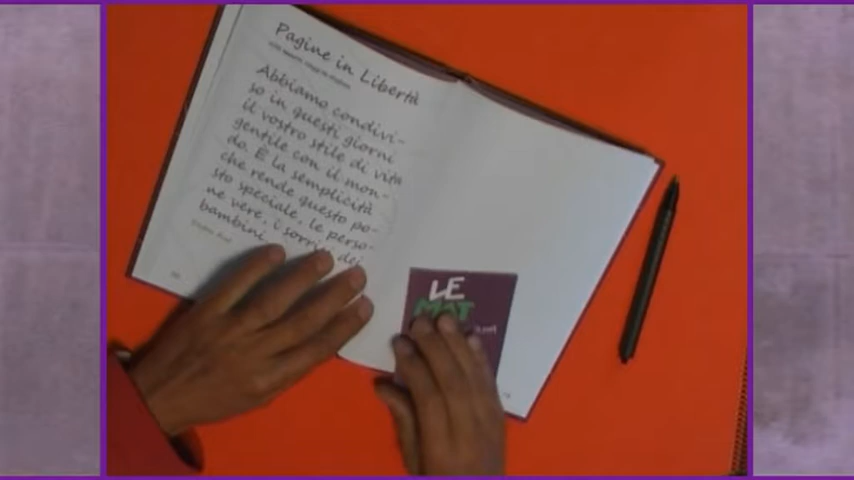 Pagine in Libertà
Abbiamo condivi-
so in questi giorni
il vostro stile di vita
gentile con il mon-
do. È la semplicità
che rende questo po-
sto speciale, le perso-
ne vere, i sorrisi dei
bambini.
LE
MAT